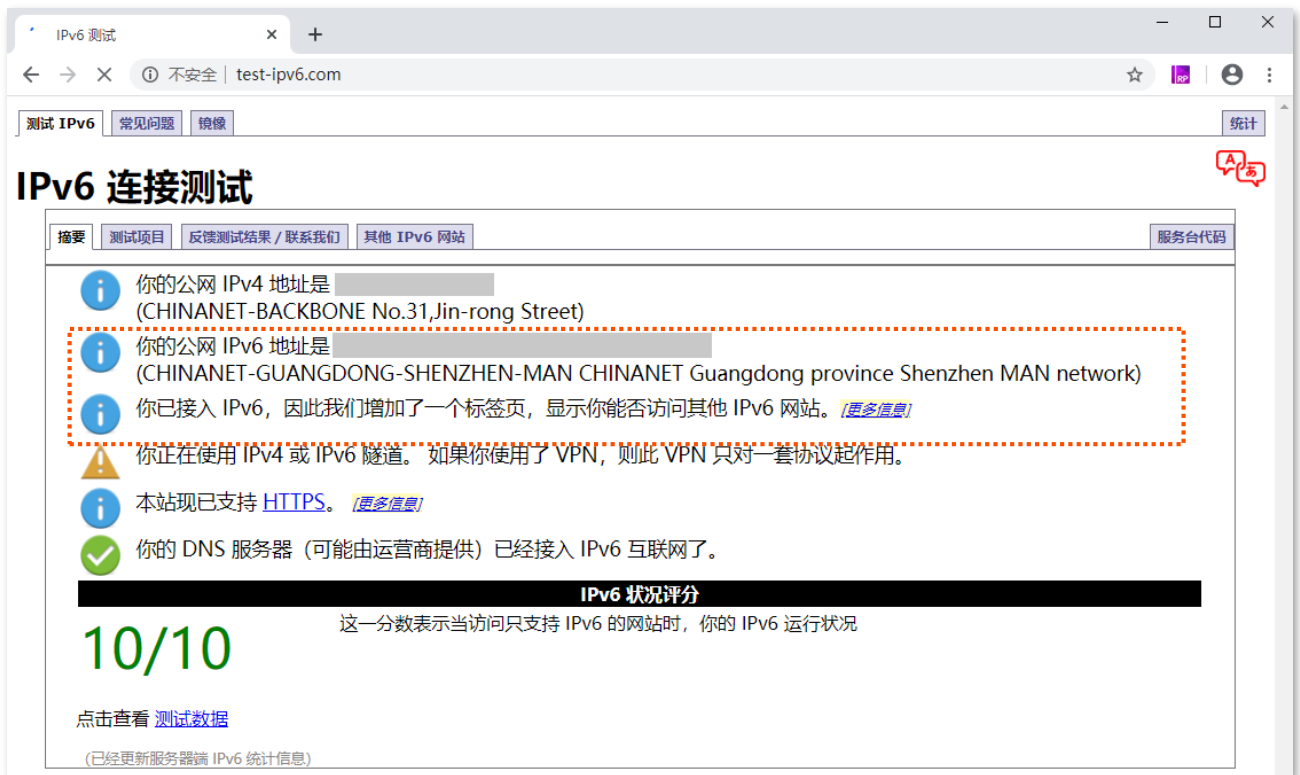 IPv6 测试
不安全 | test-ipv6.com
RP
测试 IPv6 常见问题 镜像 统计
A あ
IPv6 连接测试
摘要 测试项目 反馈测试结果 / 联系我们 其他 IPv6 网站 服务台代码
你的公网 IPv4 地址是
(CHINANET-BACKBONE No.31,Jin-rong Street)
你的公网 IPv6 地址是
(CHINANET-GUANGDONG-SHENZHEN-MAN CHINANET Guangdong province Shenzhen MAN network)
你已接入 IPv6，因此我们增加了一个标签页，显示你能否访问其他 IPv6 网站。 [更多信息]
你正在使用 IPv4 或 IPv6 隧道。 如果你使用了 VPN，则此 VPN 只对一套协议起作用。
本站现已支持 HTTPS。 [更多信息]
你的 DNS 服务器（可能由运营商提供）已经接入 IPv6 互联网了。
IPv6 状况评分
10/10 这一分数表示当访问只支持 IPv6 的网站时，你的 IPv6 运行状况
点击查看 测试数据
(已经更新服务器端 IPv6 统计信息)